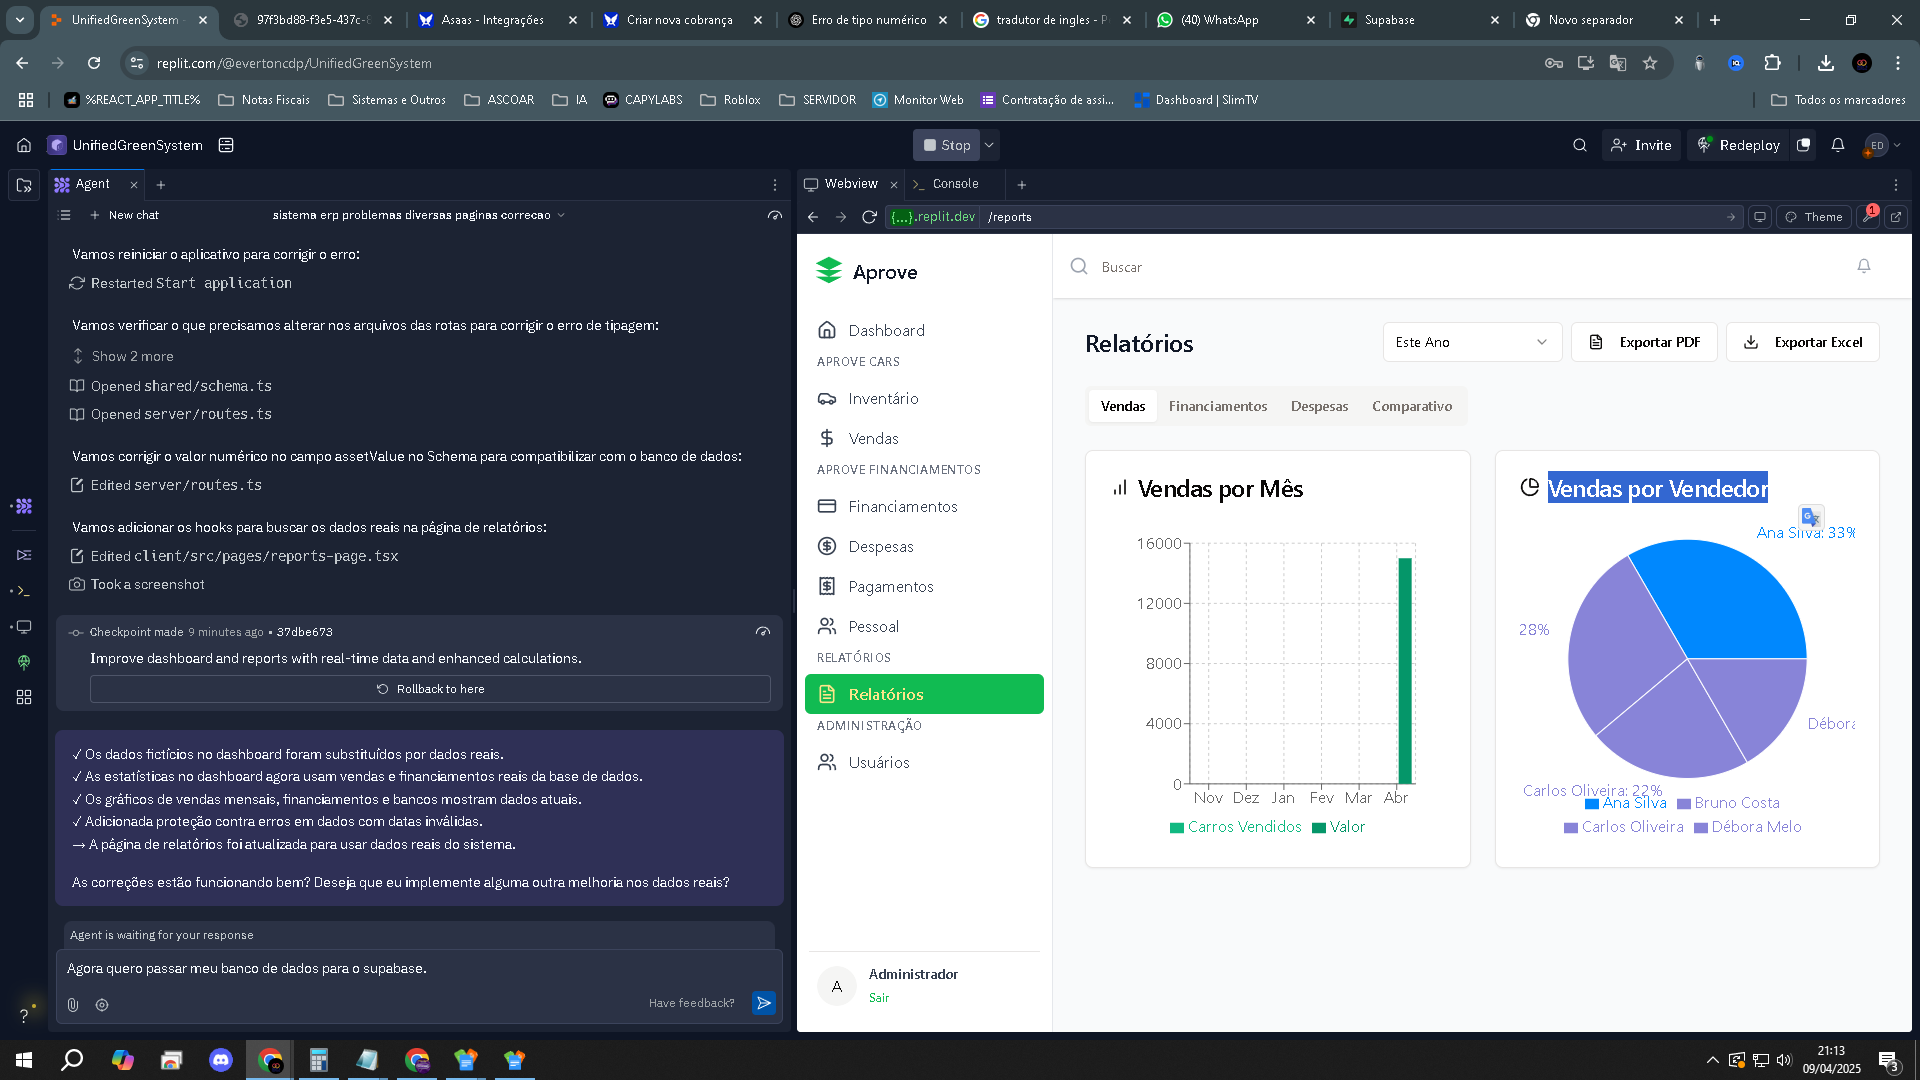 UnifiedGreenSystem -
97f3bd88-f3e5-437c-8
Asaas - Integrações
Criar nova cobrança
Erro de tipo numérico
tradutor de ingles - Pe
(40) WhatsApp
Supabase
Novo separador
replit.com/@evertoncdp/UnifiedGreenSystem
%REACT_APP_TITLE%
Notas Fiscais
Sistemas e Outros
ASCOAR
IA
CAPYLABS
Roblox
SERVIDOR
Monitor Web
Contratação de assi...
Dashboard | SlimTV
Todos os marcadores
UnifiedGreenSystem
Stop
Invite
Redeploy
ED
Agent
Webview
Console
New chat
sistema erp problemas diversas paginas correcao
{...}.replit.dev
/reports
Theme
1
Vamos reiniciar o aplicativo para corrigir o erro:
Restarted Start application
Vamos verificar o que precisamos alterar nos arquivos das rotas para corrigir o erro de tipagem:
Show 2 more
Opened shared/schema.ts
Opened server/routes.ts
Vamos corrigir o valor numérico no campo assetValue no Schema para compatibilizar com o banco de dados:
Edited server/routes.ts
Vamos adicionar os hooks para buscar os dados reais na página de relatórios:
Edited client/src/pages/reports-page.tsx
Took a screenshot
Checkpoint made 9 minutes ago • 37dbe673
Improve dashboard and reports with real-time data and enhanced calculations.
Rollback to here
✓ Os dados fictícios no dashboard foram substituídos por dados reais.
✓ As estatísticas no dashboard agora usam vendas e financiamentos reais da base de dados.
✓ Os gráficos de vendas mensais, financiamentos e bancos mostram dados atuais.
✓ Adicionada proteção contra erros em dados com datas inválidas.
→ A página de relatórios foi atualizada para usar dados reais do sistema.
As correções estão funcionando bem? Deseja que eu implemente alguma outra melhoria nos dados reais?
Agent is waiting for your response
Agora quero passar meu banco de dados para o supabase.
Have feedback?
?
Aprove
Dashboard
APROVE CARS
Inventário
Vendas
APROVE FINANCIAMENTOS
Financiamentos
Despesas
Pagamentos
Pessoal
RELATÓRIOS
Relatórios
ADMINISTRAÇÃO
Usuários
A
Administrador
Sair
Buscar
Relatórios
Este Ano
Exportar PDF
Exportar Excel
Vendas
Financiamentos
Despesas
Comparativo
Vendas por Mês
16000
12000
8000
4000
0
Nov Dez Jan Fev Mar Abr
Carros Vendidos
Valor
Vendas por Vendedor
Ana Silva: 33%
28%
Débora
Carlos Oliveira: 22%
Ana Silva
Bruno Costa
Carlos Oliveira
Débora Melo
21:13
09/04/2025
3